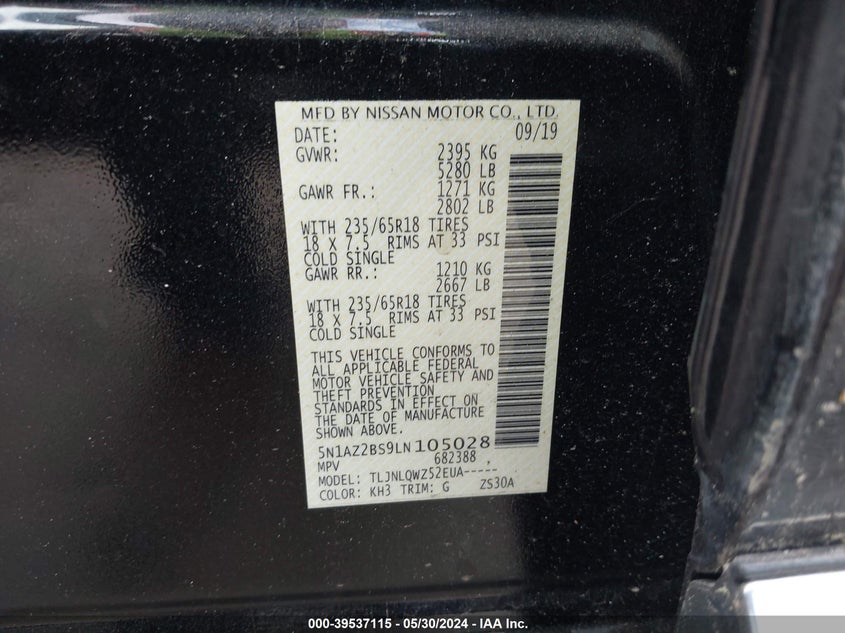 MFD BY NISSAN MOTOR CO., LTD.
DATE: 09/19
GVWR: 2395 KG
5280 LB
GAWR FR.: 1271 KG
2802 LB
WITH 235/65R18 TIRES
18 X 7.5 RIMS AT 33 PSI
COLD SINGLE
GAWR RR.: 1210 KG
2667 LB
WITH 235/65R18 TIRES
18 X 7.5 RIMS AT 33 PSI
COLD SINGLE
THIS VEHICLE CONFORMS TO
ALL APPLICABLE FEDERAL
MOTOR VEHICLE SAFETY AND
THEFT PREVENTION
STANDARDS IN EFFECT ON
THE DATE OF MANUFACTURE
SHOWN ABOVE.
5N1AZ2BS9LN105028
MPV 682388 ,
MODEL: TLJNLQWZ52EUA-----
COLOR: KH3 TRIM: G ZS30A
000-39537115 - 05/30/2024 - IAA Inc.